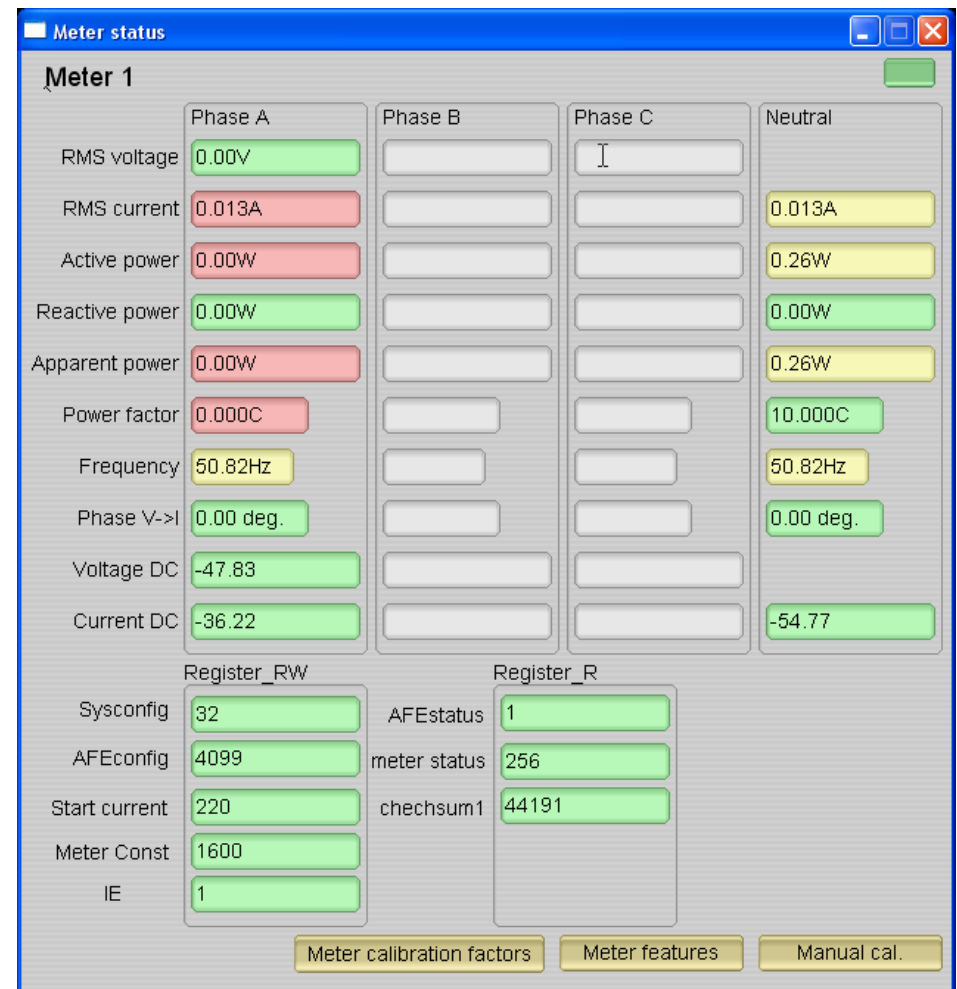 Meter status
Meter 1
Phase A Phase B Phase C Neutral
RMS voltage 0.00V
RMS current 0.013A 0.013A
Active power 0.00W 0.26W
Reactive power 0.00W 0.00W
Apparent power 0.00W 0.26W
Power factor 0.000C 10.000C
Frequency 50.82Hz 50.82Hz
Phase V->I 0.00 deg. 0.00 deg.
Voltage DC -47.83
Current DC -36.22 -54.77
Register_RW Register_R
Sysconfig 32 AFEstatus 1
AFEconfig 4099 meter status 256
Start current 220 chechsum1 44191
Meter Const 1600
IE 1
Meter calibration factors Meter features Manual cal.